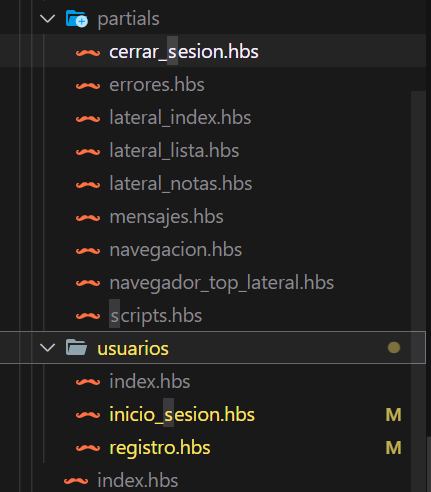 partials
cerrar_sesion.hbs
errores.hbs
lateral_index.hbs
lateral_lista.hbs
lateral_notas.hbs
mensajes.hbs
navegacion.hbs
navegador_top_lateral.hbs
scripts.hbs
usuarios
index.hbs
inicio_sesion.hbs M
registro.hbs M
index.hbs